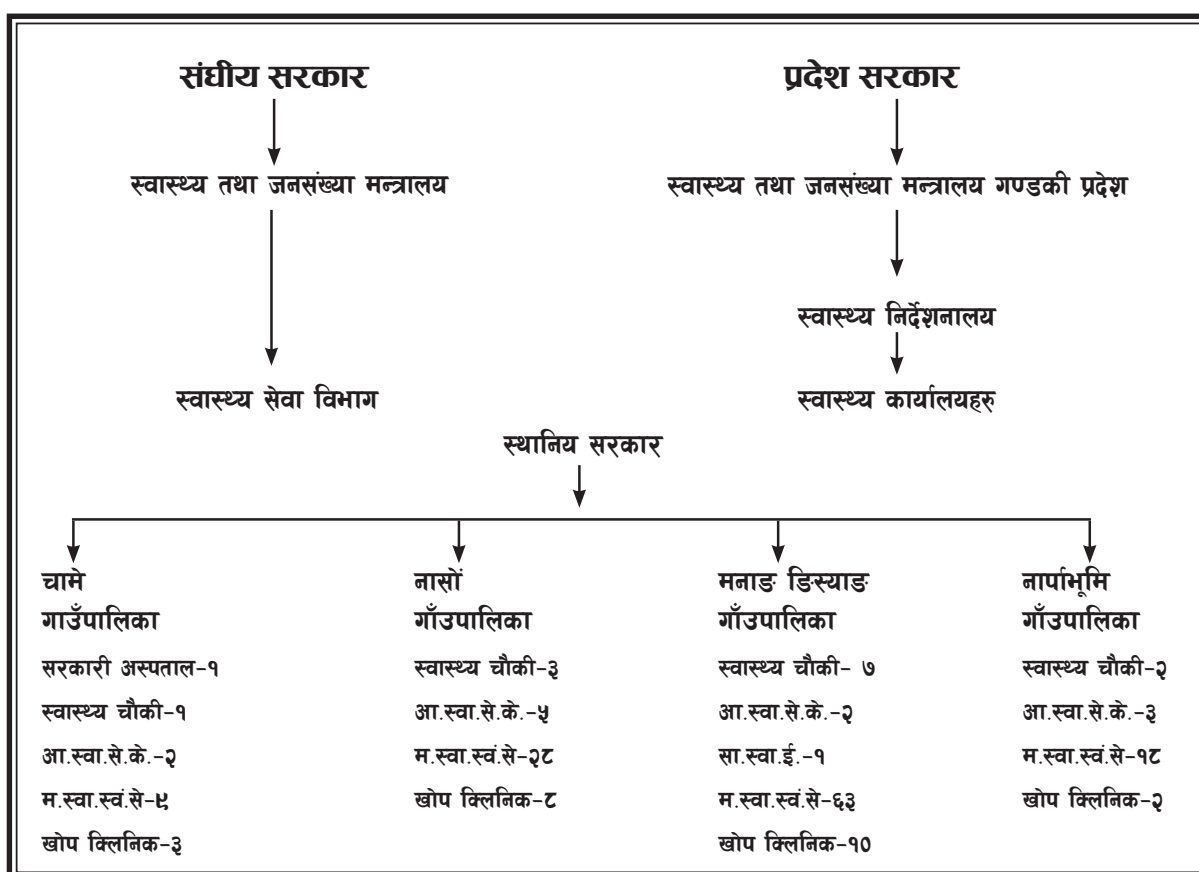 संघीय सरकार
प्रदेश सरकार
स्वास्थ्य तथा जनसंख्या मन्त्रालय
स्वास्थ्य तथा जनसंख्या मन्त्रालय गण्डकी प्रदेश
स्वास्थ्य निर्देशनालय
स्वास्थ्य सेवा विभाग
स्वास्थ्य कार्यालयहरु
स्थानिय सरकार
चामे
गाउँपालिका
सरकारी अस्पताल-१
स्वास्थ्य चौकी-१
आ.स्वा.से.के.-२
म.स्वा.स्वं.से-९
खोप क्लिनिक-३
नासों
गाँउपालिका
स्वास्थ्य चौकी-३
आ.स्वा.से.के.-५
म.स्वा.स्वं.से-२८
खोप क्लिनिक-८
मनाङ ङिस्याङ
गाँउपालिका
स्वास्थ्य चौकी- ७
आ.स्वा.से.के.-२
सा.स्वा.ई.-१
म.स्वा.स्वं.से-६३
खोप क्लिनिक-१०
नार्पाभूमि
गाँउपालिका
स्वास्थ्य चौकी-२
आ.स्वा.से.के.-३
म.स्वा.स्वं.से-१८
खोप क्लिनिक-२